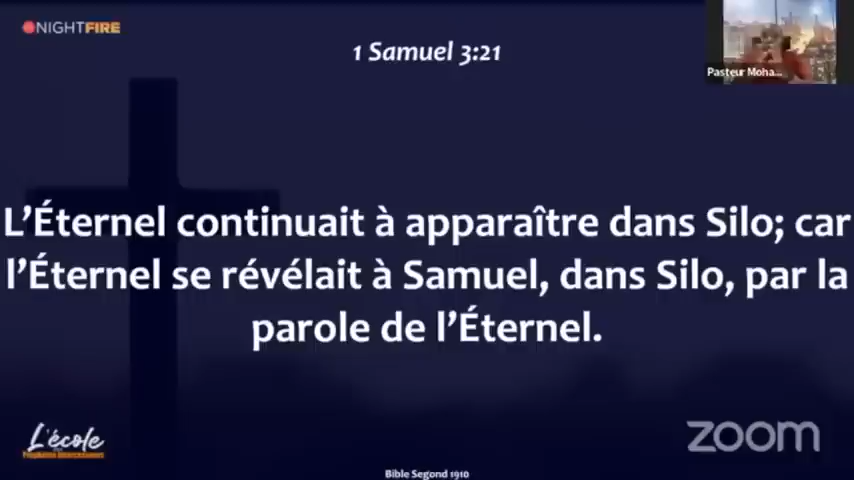 NIGHTFIRE
1 Samuel 3:21
Pasteur Moha...
L'Éternel continuait à apparaître dans Silo; car
l'Éternel se révélait à Samuel, dans Silo, par la
parole de l'Éternel.
L'école
zoom
Bible Segond 1910